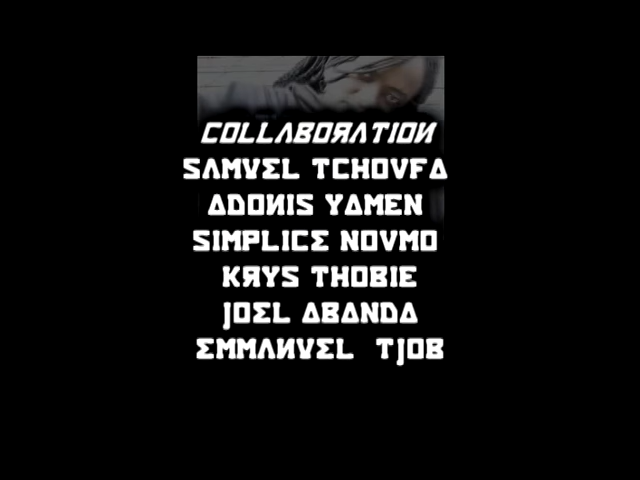 COLLABORATION
SAMUEL TCHOUFA
ADONIS YAMEN
SIMPLICE NOUMO
KRYS THOBIE
JOEL ABANDA
EMMANUEL TJOB